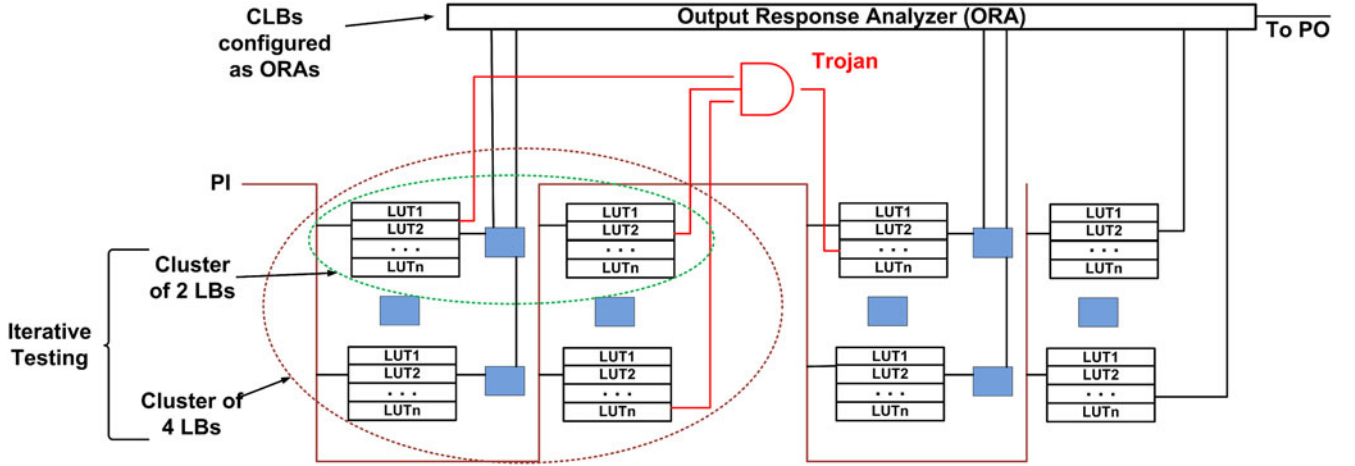 CLBs
configured
as ORAs
Output Response Analyzer (ORA)
To PO
Trojan
PI
LUT1
LUT2
. . .
LUTn
LUT1
LUT2
. . .
LUTn
LUT1
LUT2
. . .
LUTn
LUT1
LUT2
. . .
LUTn
Cluster
of 2 LBs
Iterative
Testing
Cluster of
4 LBs
LUT1
LUT2
. . .
LUTn
LUT1
LUT2
. . .
LUTn
LUT1
LUT2
. . .
LUTn
LUT1
LUT2
. . .
LUTn